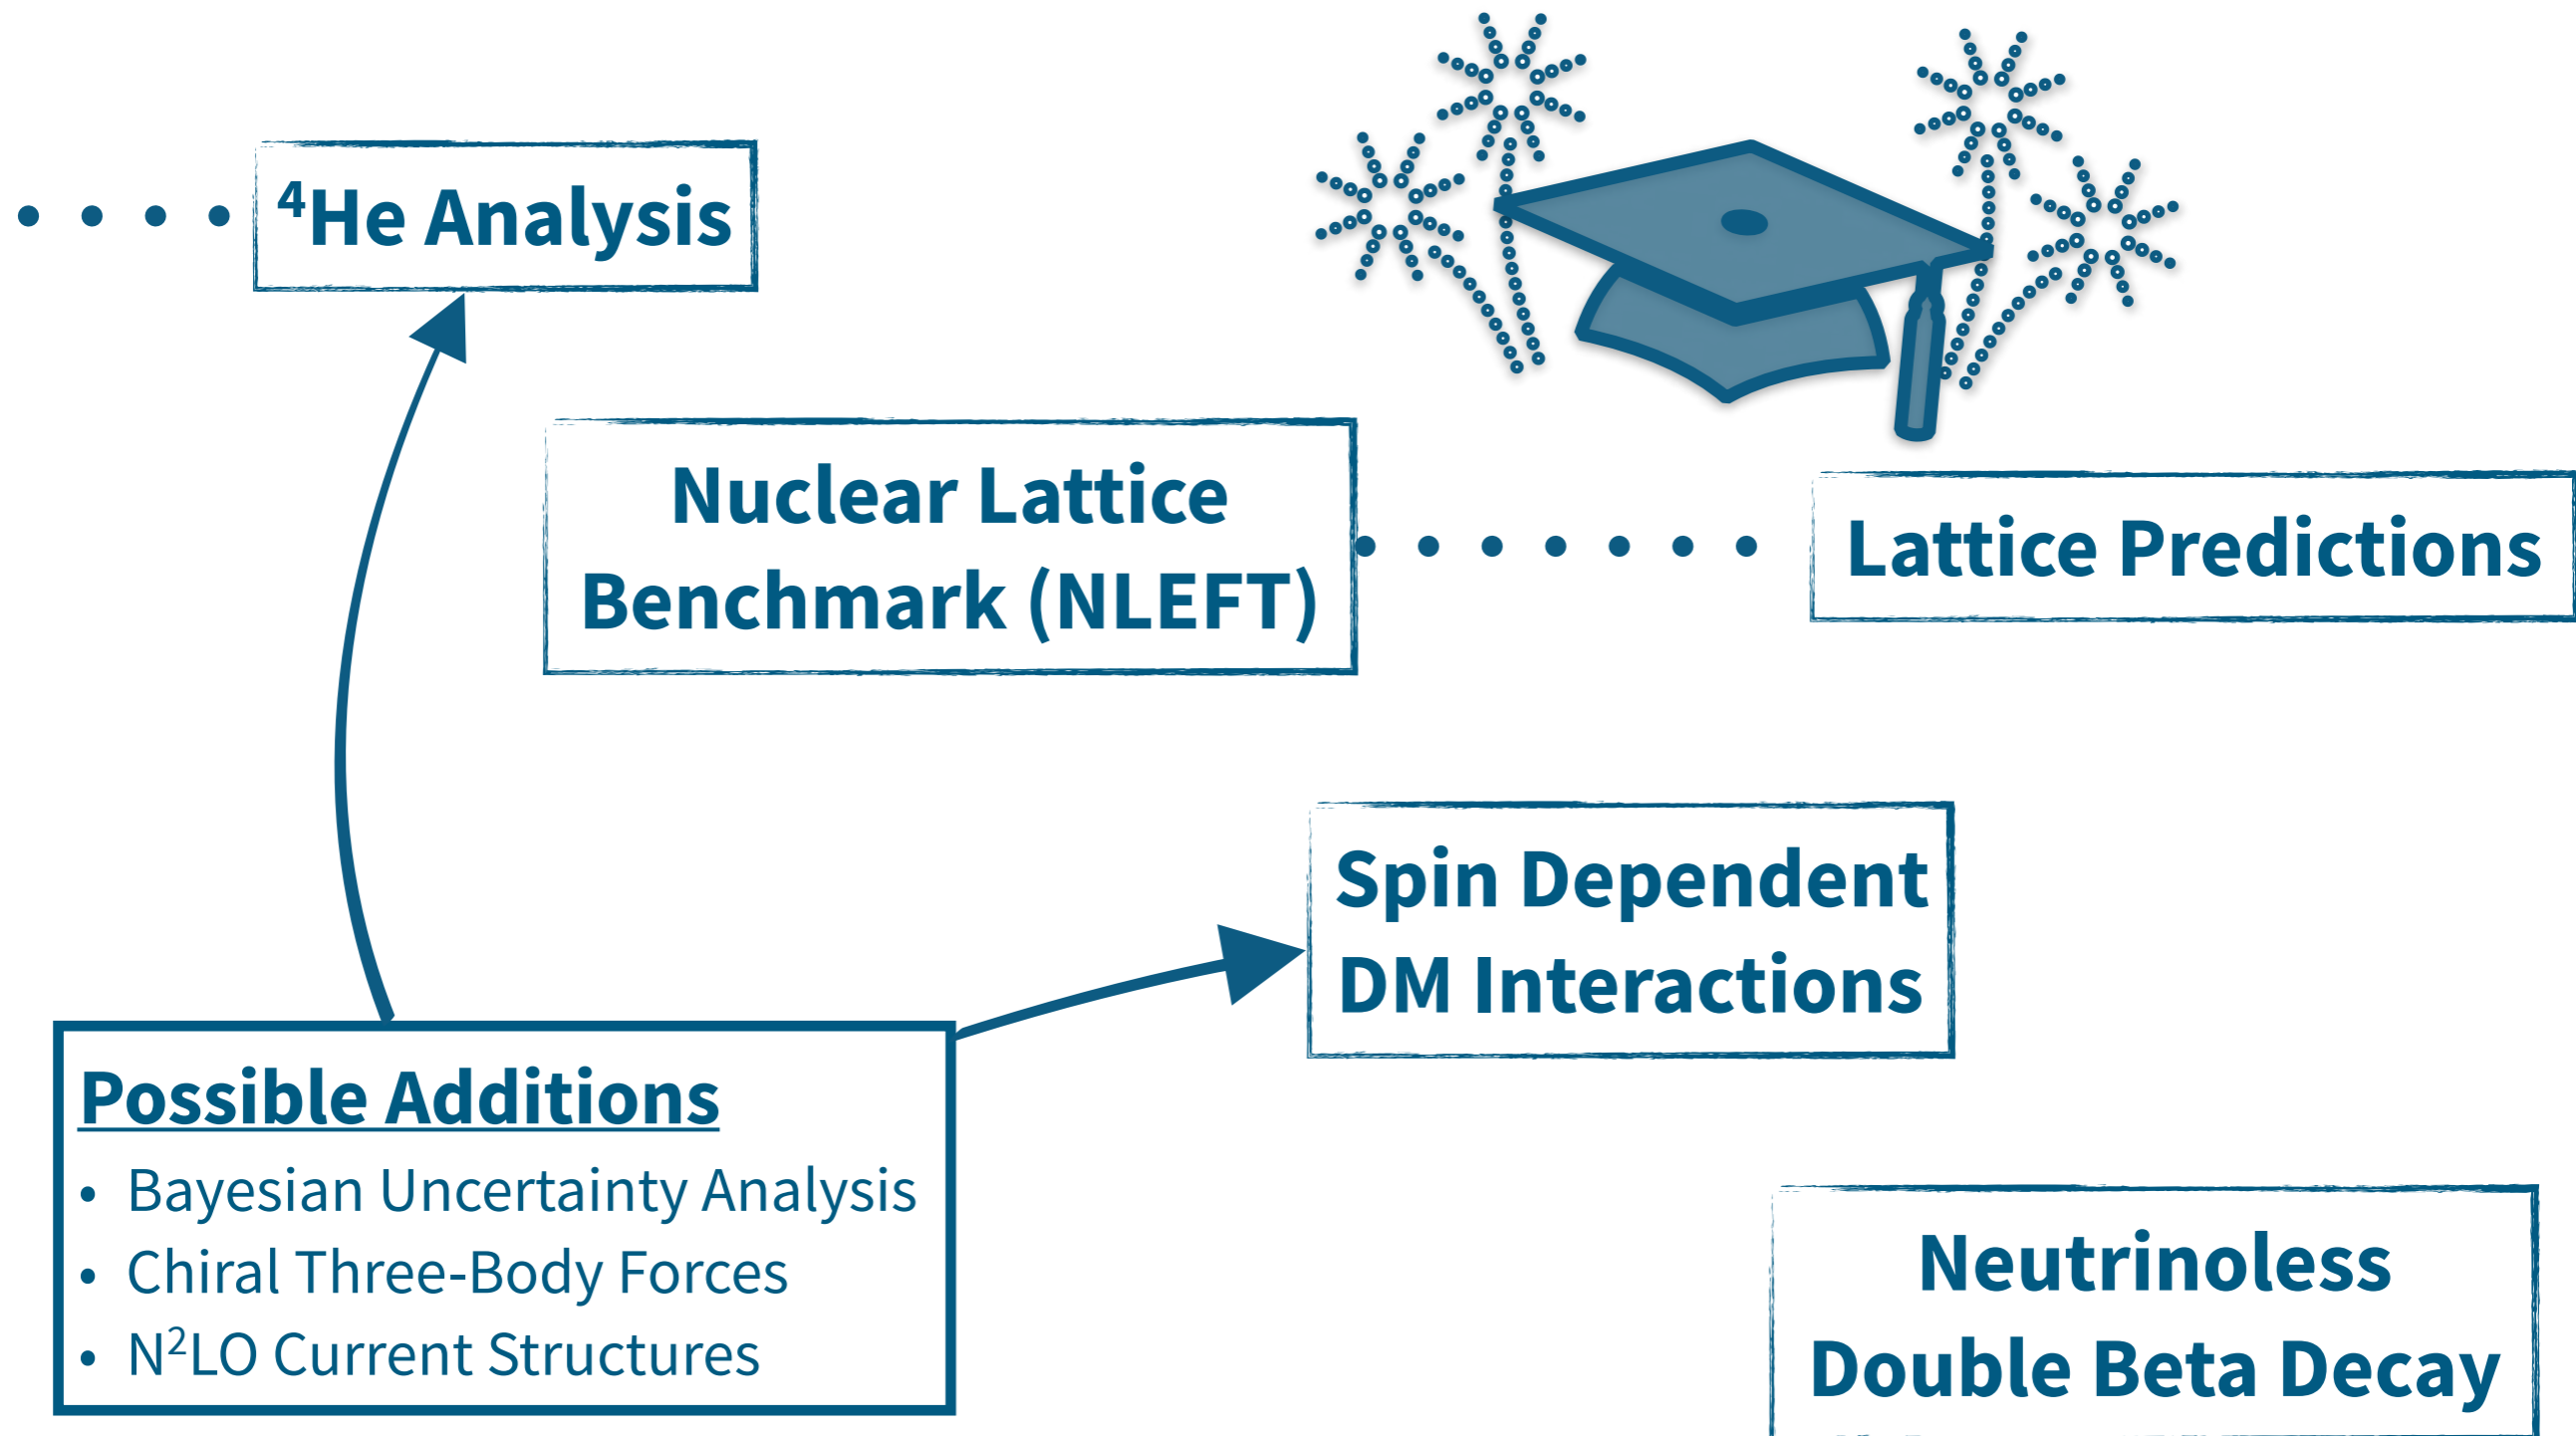 ⁴He Analysis
Nuclear Lattice
Benchmark (NLEFT)
Lattice Predictions
Spin Dependent
DM Interactions
Possible Additions
• Bayesian Uncertainty Analysis
• Chiral Three-Body Forces
• N²LO Current Structures
Neutrinoless
Double Beta Decay